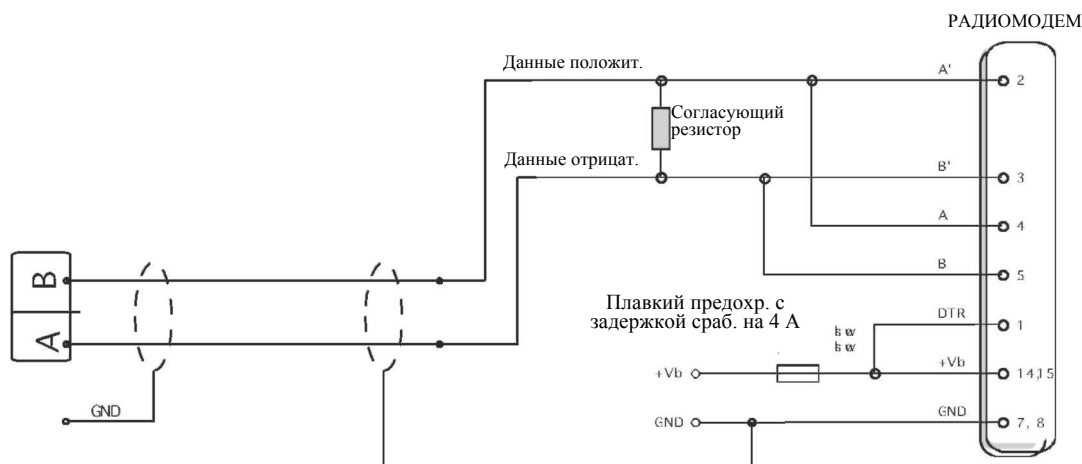 РАДИОМОДЕМ
Данные положит.
A'
2
Согласующий
резистор
Данные отрицат.
B'
3
A
4
B
B
5
Плавкий предохр. с
задержкой сраб. на 4 А
DTR
1
A
+Vb
+Vb
14,15
GND
GND
GND
7, 8